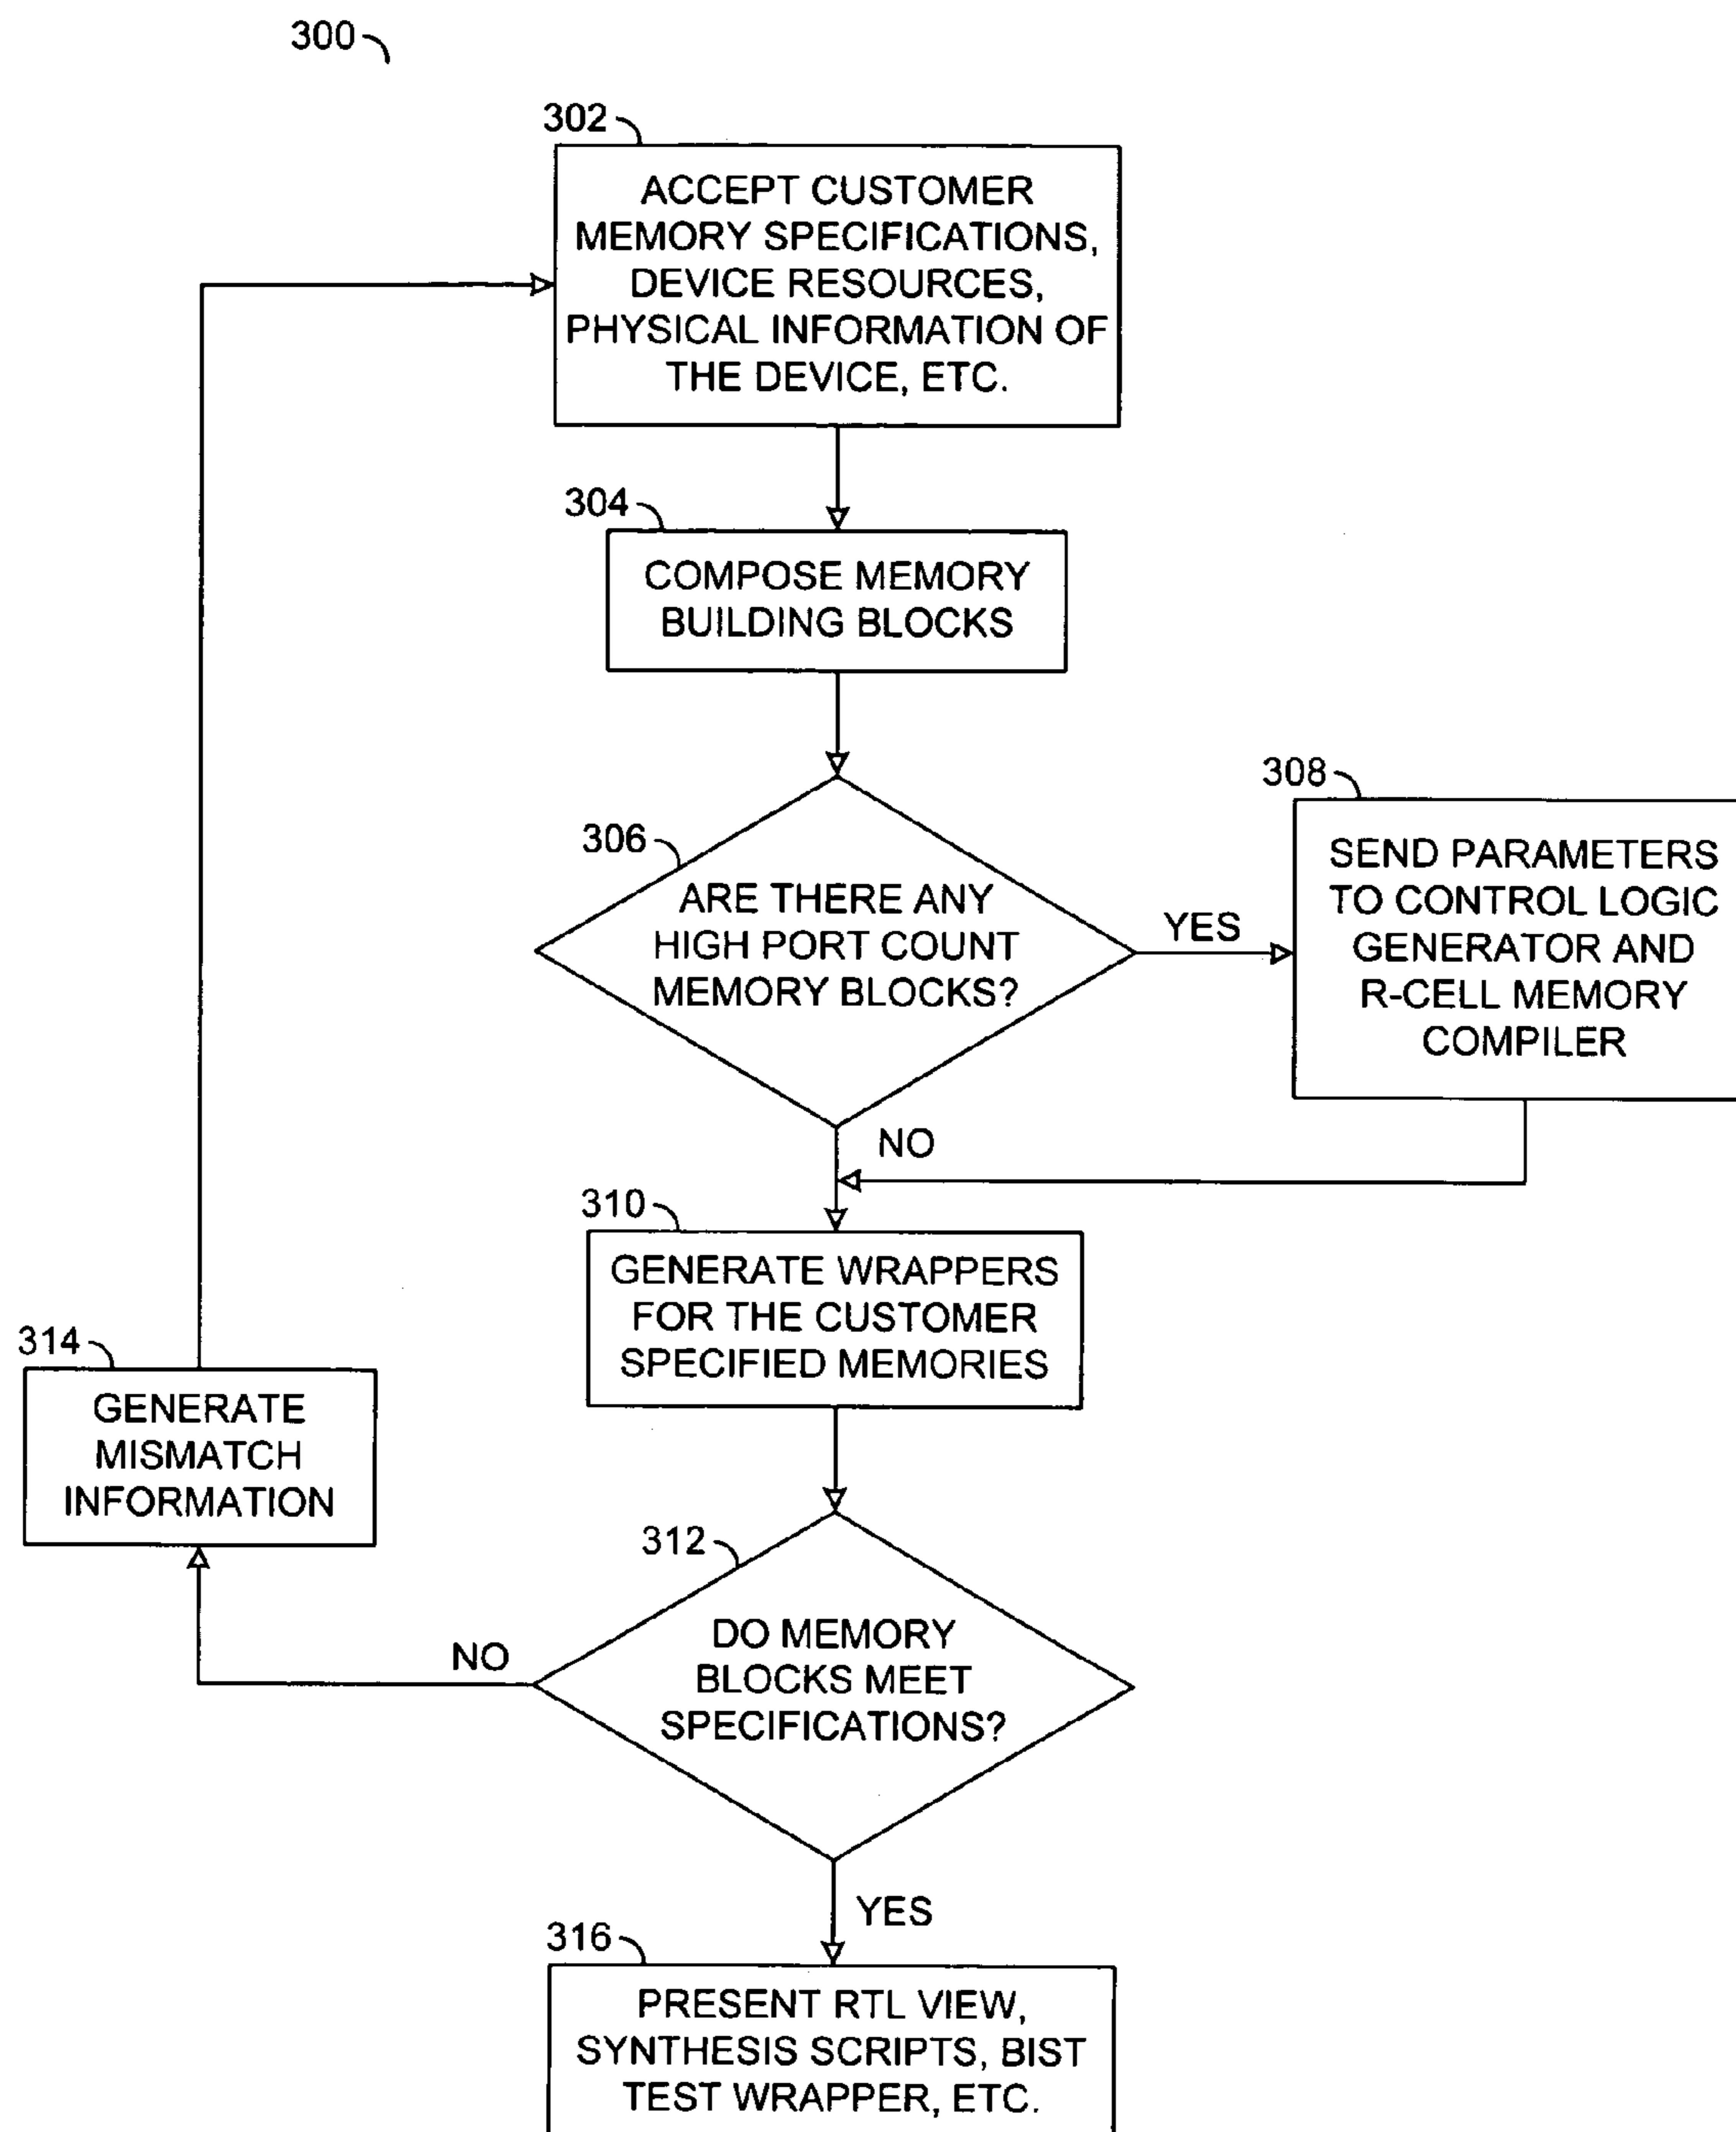 300
302
ACCEPT CUSTOMER
MEMORY SPECIFICATIONS,
DEVICE RESOURCES,
PHYSICAL INFORMATION OF
THE DEVICE, ETC.
304
COMPOSE MEMORY
BUILDING BLOCKS
306
ARE THERE ANY
HIGH PORT COUNT
MEMORY BLOCKS?
YES
308
SEND PARAMETERS
TO CONTROL LOGIC
GENERATOR AND
R-CELL MEMORY
COMPILER
NO
310
GENERATE WRAPPERS
FOR THE CUSTOMER
SPECIFIED MEMORIES
314
GENERATE
MISMATCH
INFORMATION
312
DO MEMORY
BLOCKS MEET
SPECIFICATIONS?
NO
YES
316
PRESENT RTL VIEW,
SYNTHESIS SCRIPTS, BIST
TEST WRAPPER, ETC.